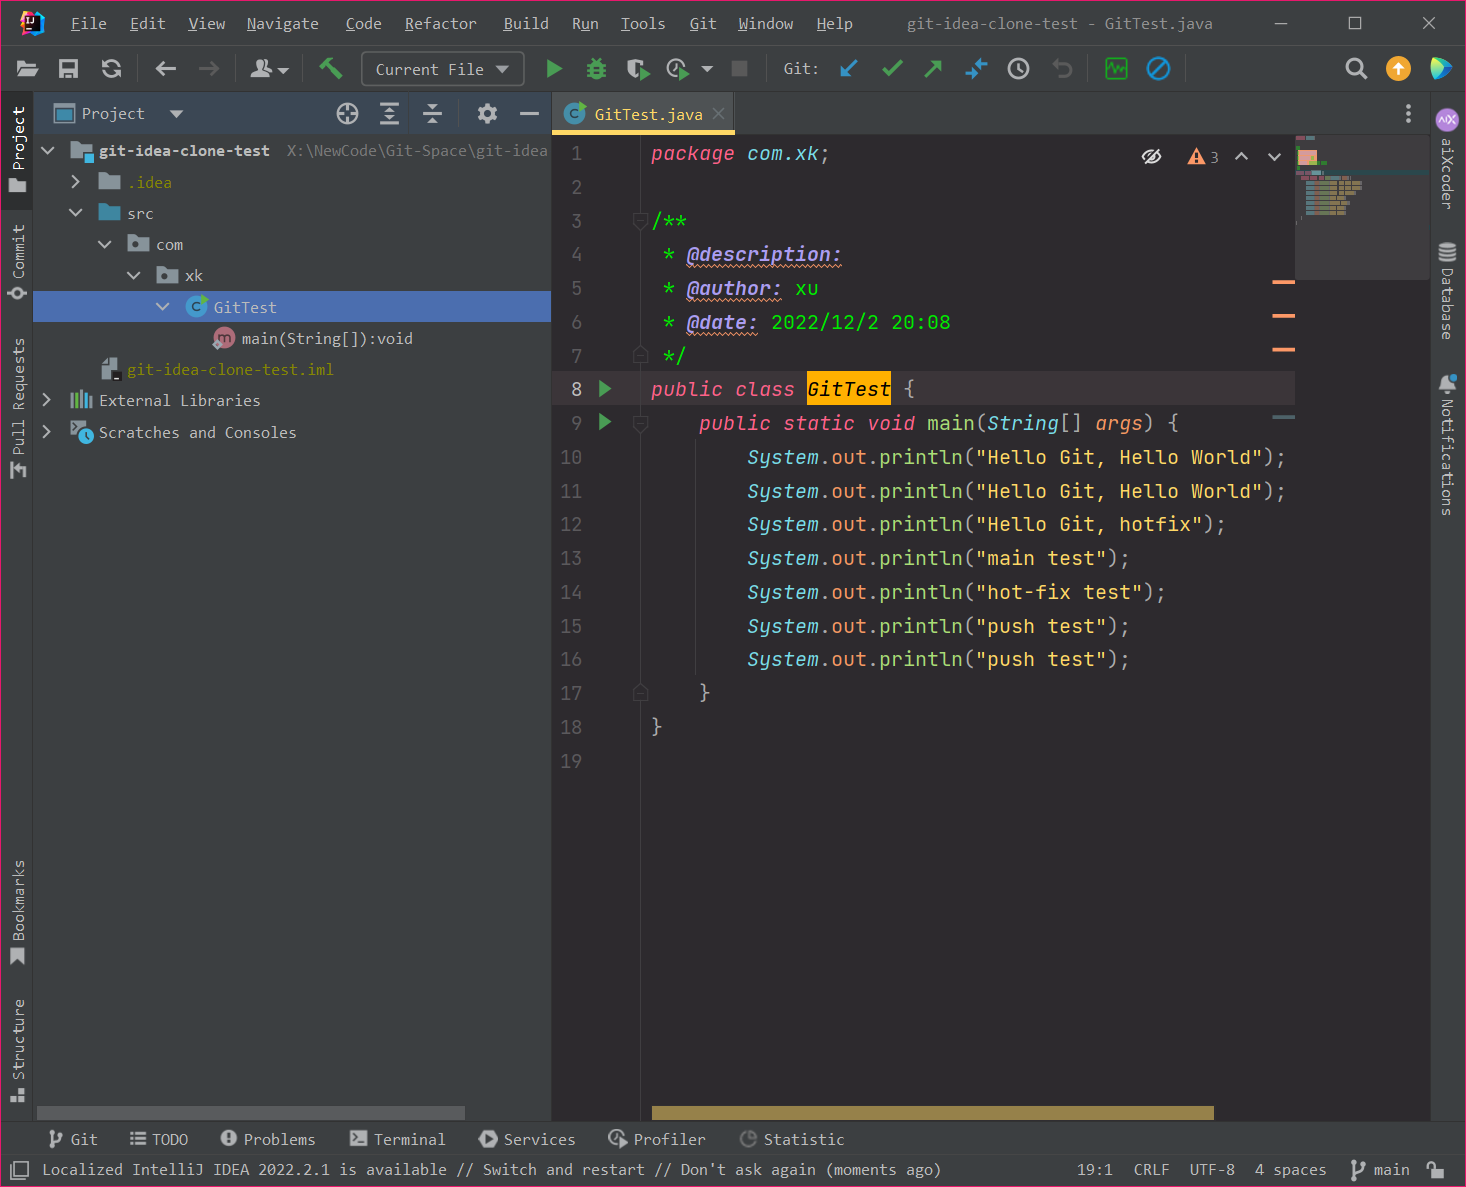 File Edit View Navigate Code Refactor Build Run Tools Git Window Help git-idea-clone-test - GitTest.java
Current File Git:
Project
GitTest.java
git-idea-clone-test X:\NewCode\Git-Space\git-idea
.idea
src
com
xk
GitTest
main(String[]):void
git-idea-clone-test.iml
External Libraries
Scratches and Consoles
Project
Commit
Pull Requests
Bookmarks
Structure
3
1 package com.xk;
2
3 /**
4 * @description:
5 * @author: xu
6 * @date: 2022/12/2 20:08
7 */
8 public class GitTest {
9 public static void main(String[] args) {
10 System.out.println("Hello Git, Hello World");
11 System.out.println("Hello Git, Hello World");
12 System.out.println("Hello Git, hotfix");
13 System.out.println("main test");
14 System.out.println("hot-fix test");
15 System.out.println("push test");
16 System.out.println("push test");
17 }
18 }
19
aiXcoder
Database
Notifications
Git TODO Problems Terminal Services Profiler Statistic
Localized IntelliJ IDEA 2022.2.1 is available // Switch and restart // Don't ask again (moments ago) 19:1 CRLF UTF-8 4 spaces main